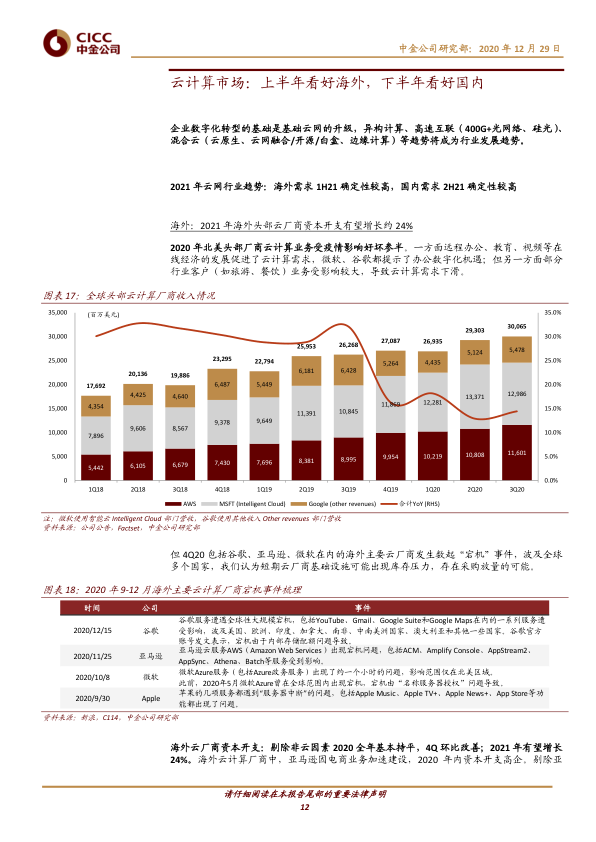 CICC
中金公司
中金公司研究部：2020 年 12 月 29 日
云计算市场：上半年看好海外，下半年看好国内
企业数字化转型的基础是基础云网的升级，异构计算、高速互联（400G+光网络、硅光）、
混合云（云原生、云网融合/开源/白盒、边缘计算）等趋势将成为行业发展趋势。
2021 年云网行业趋势：海外需求 1H21 确定性较高，国内需求 2H21 确定性较高
海外：2021 年海外头部云厂商资本开支有望增长约 24%
2020 年北美头部厂商云计算业务受疫情影响好坏参半。一方面远程办公、教育、视频等在
线经济的发展促进了云计算需求，微软、谷歌都提示了办公数字化机遇；但另一方面部分
行业客户（如旅游、餐饮）业务受影响较大，导致云计算需求下滑。
图表 17：全球头部云计算厂商收入情况
（百万美元）
35,000 30,000 25,000 20,000 15,000 10,000 5,000 0
35.0% 30.0% 25.0% 20.0% 15.0% 10.0% 5.0% 0.0%
17,692 20,136 19,886 23,295 22,794 25,953 26,268 27,087 26,935 29,303 30,065
4,354 4,425 4,640 6,487 5,449 6,181 6,428 5,264 4,435 5,124 5,478
7,896 9,606 8,567 9,378 9,649 11,391 10,845 11,869 12,281 13,371 12,986
5,442 6,105 6,679 7,430 7,696 8,381 8,995 9,954 10,219 10,808 11,601
1Q18 2Q18 3Q18 4Q18 1Q19 2Q19 3Q19 4Q19 1Q20 2Q20 3Q20
AWS MSFT (Intelligent Cloud) Google (other revenues) 合计YoY (RHS)
注：微软使用智能云 Intelligent Cloud 部门营收，谷歌使用其他收入 Other revenues 部门营收
资料来源：公司公告，Factset，中金公司研究部
但 4Q20 包括谷歌、亚马逊、微软在内的海外主要云厂商发生数起“宕机”事件，波及全球
多个国家，我们认为短期云厂商基础设施可能出现库存压力，存在采购放量的可能。
图表 18：2020 年 9-12 月海外主要云计算厂商宕机事件梳理
时间 公司 事件
2020/12/15 谷歌 谷歌服务遭遇全球性大规模宕机，包括YouTube、Gmail、Google Suite和Google Maps在内的一系列服务遭
受影响，波及美国、欧洲、印度、加拿大、南非、中南美洲国家、澳大利亚和其他一些国家。谷歌官方
账号发文表示，宕机由于内部存储配额问题导致。
2020/11/25 亚马逊 亚马逊云服务AWS（Amazon Web Services）出现宕机问题，包括ACM、Amplify Console、AppStream2、
AppSync、Athena、Batch等服务受到影响。
2020/10/8 微软 微软Azure服务（包括Azure政务服务）出现了约一个小时的问题，影响范围仅在北美区域。
此前，2020年5月微软Azure曾在全球范围内出现宕机，宕机由“名称服务器授权”问题导致。
2020/9/30 Apple 苹果的几项服务都遇到“服务器中断”的问题，包括Apple Music、Apple TV+、Apple News+、App Store等功
能都出现了问题。
资料来源：新浪，C114，中金公司研究部
海外云厂商资本开支：剔除非云因素 2020 全年基本持平，4Q 环比改善；2021 年有望增长
24%。海外云计算厂商中，亚马逊因电商业务加速建设，2020 年内资本开支高企。剔除亚
请仔细阅读在本报告尾部的重要法律声明
12